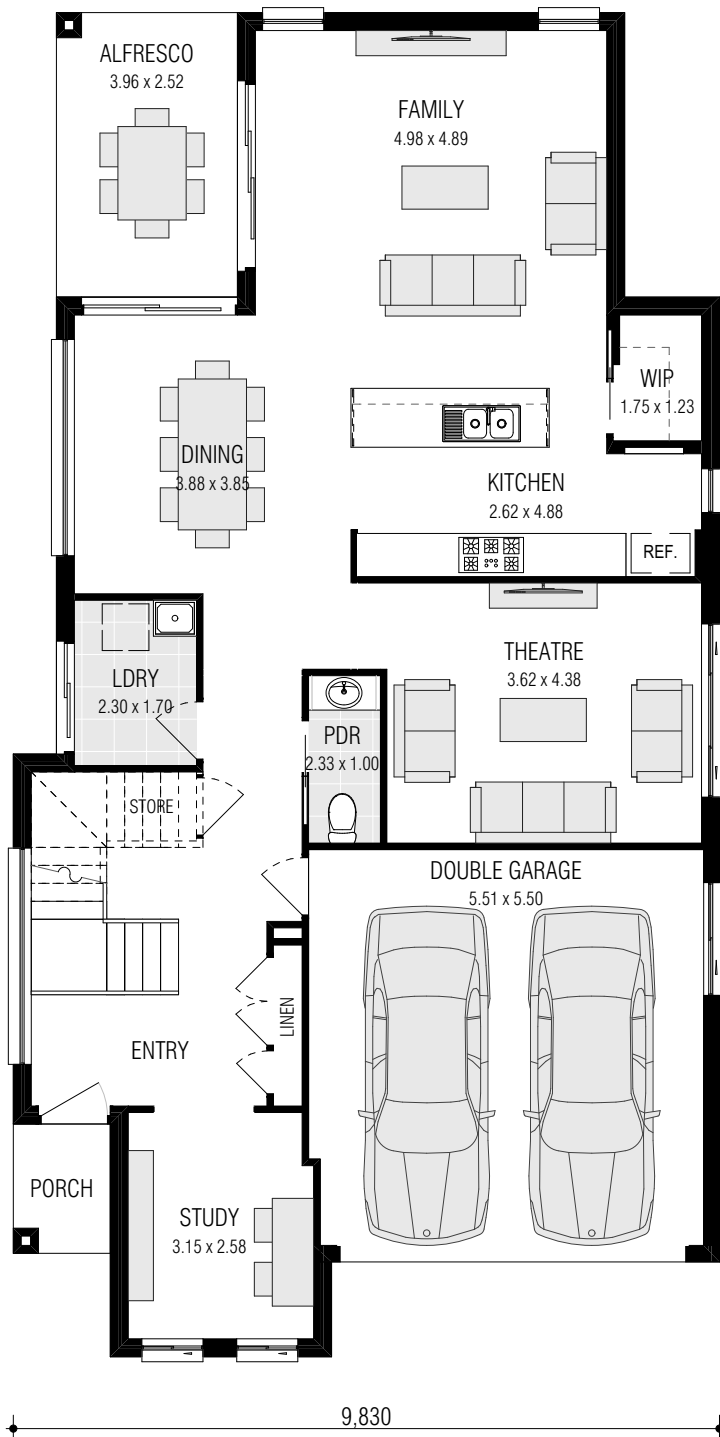 ALFRESCO
3.96 x 2.52
FAMILY
4.98 x 4.89
WIP
1.75 x 1.23
DINING
3.88 x 3.85
KITCHEN
2.62 x 4.88
REF.
THEATRE
3.62 x 4.38
LDRY
2.30 x 1.70
PDR
2.33 x 1.00
STORE
DOUBLE GARAGE
5.51 x 5.50
LINEN
ENTRY
PORCH
STUDY
3.15 x 2.58
9,830